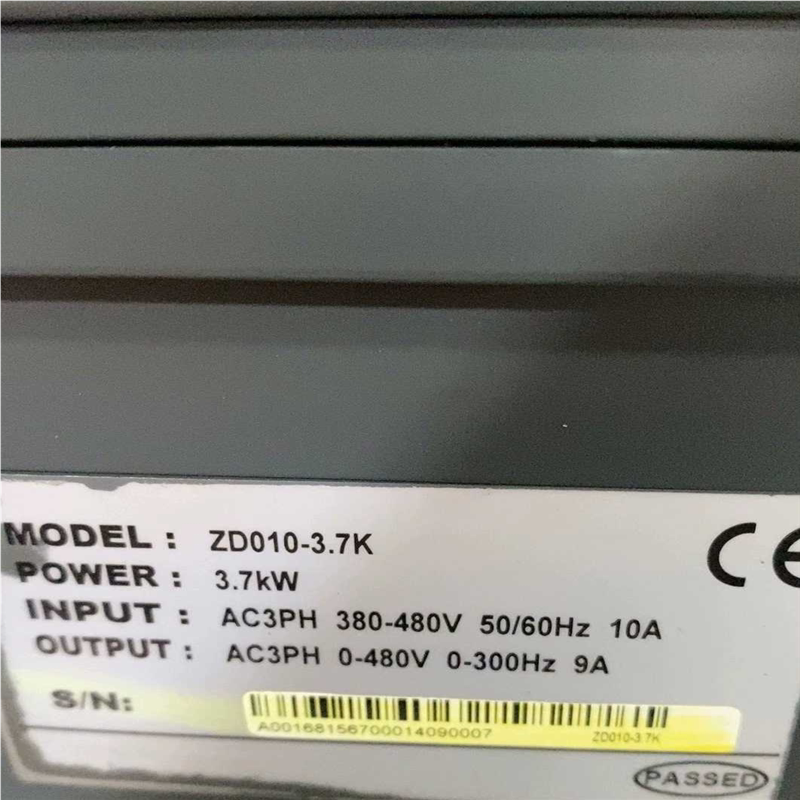 MODEL : ZD010-3.7K
POWER : 3.7kW
INPUT : AC3PH 380-480V 50/60Hz 10A
OUTPUT : AC3PH 0-480V 0-300Hz 9A
CE
S/N:
A00168156700014090007 ZD010-3.7K
PASSED